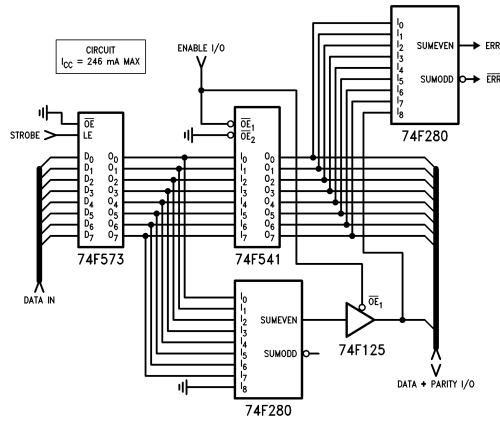 CIRCUIT
ICC = 246 mA MAX
ENABLE I/O
I0
I1
I2
I3
I4
I5
I6
I7
I8
SUMEVEN
SUMODD
ERR
ERR
74F280
STROBE
OE
LE
D0
D1
D2
D3
D4
D5
D6
D7
O0
O1
O2
O3
O4
O5
O6
O7
74F573
OE1
OE2
I0
I1
I2
I3
I4
I5
I6
I7
O0
O1
O2
O3
O4
O5
O6
O7
74F541
DATA IN
I0
I1
I2
I3
I4
I5
I6
I7
I8
SUMEVEN
SUMODD
74F280
OE1
74F125
DATA + PARITY I/O